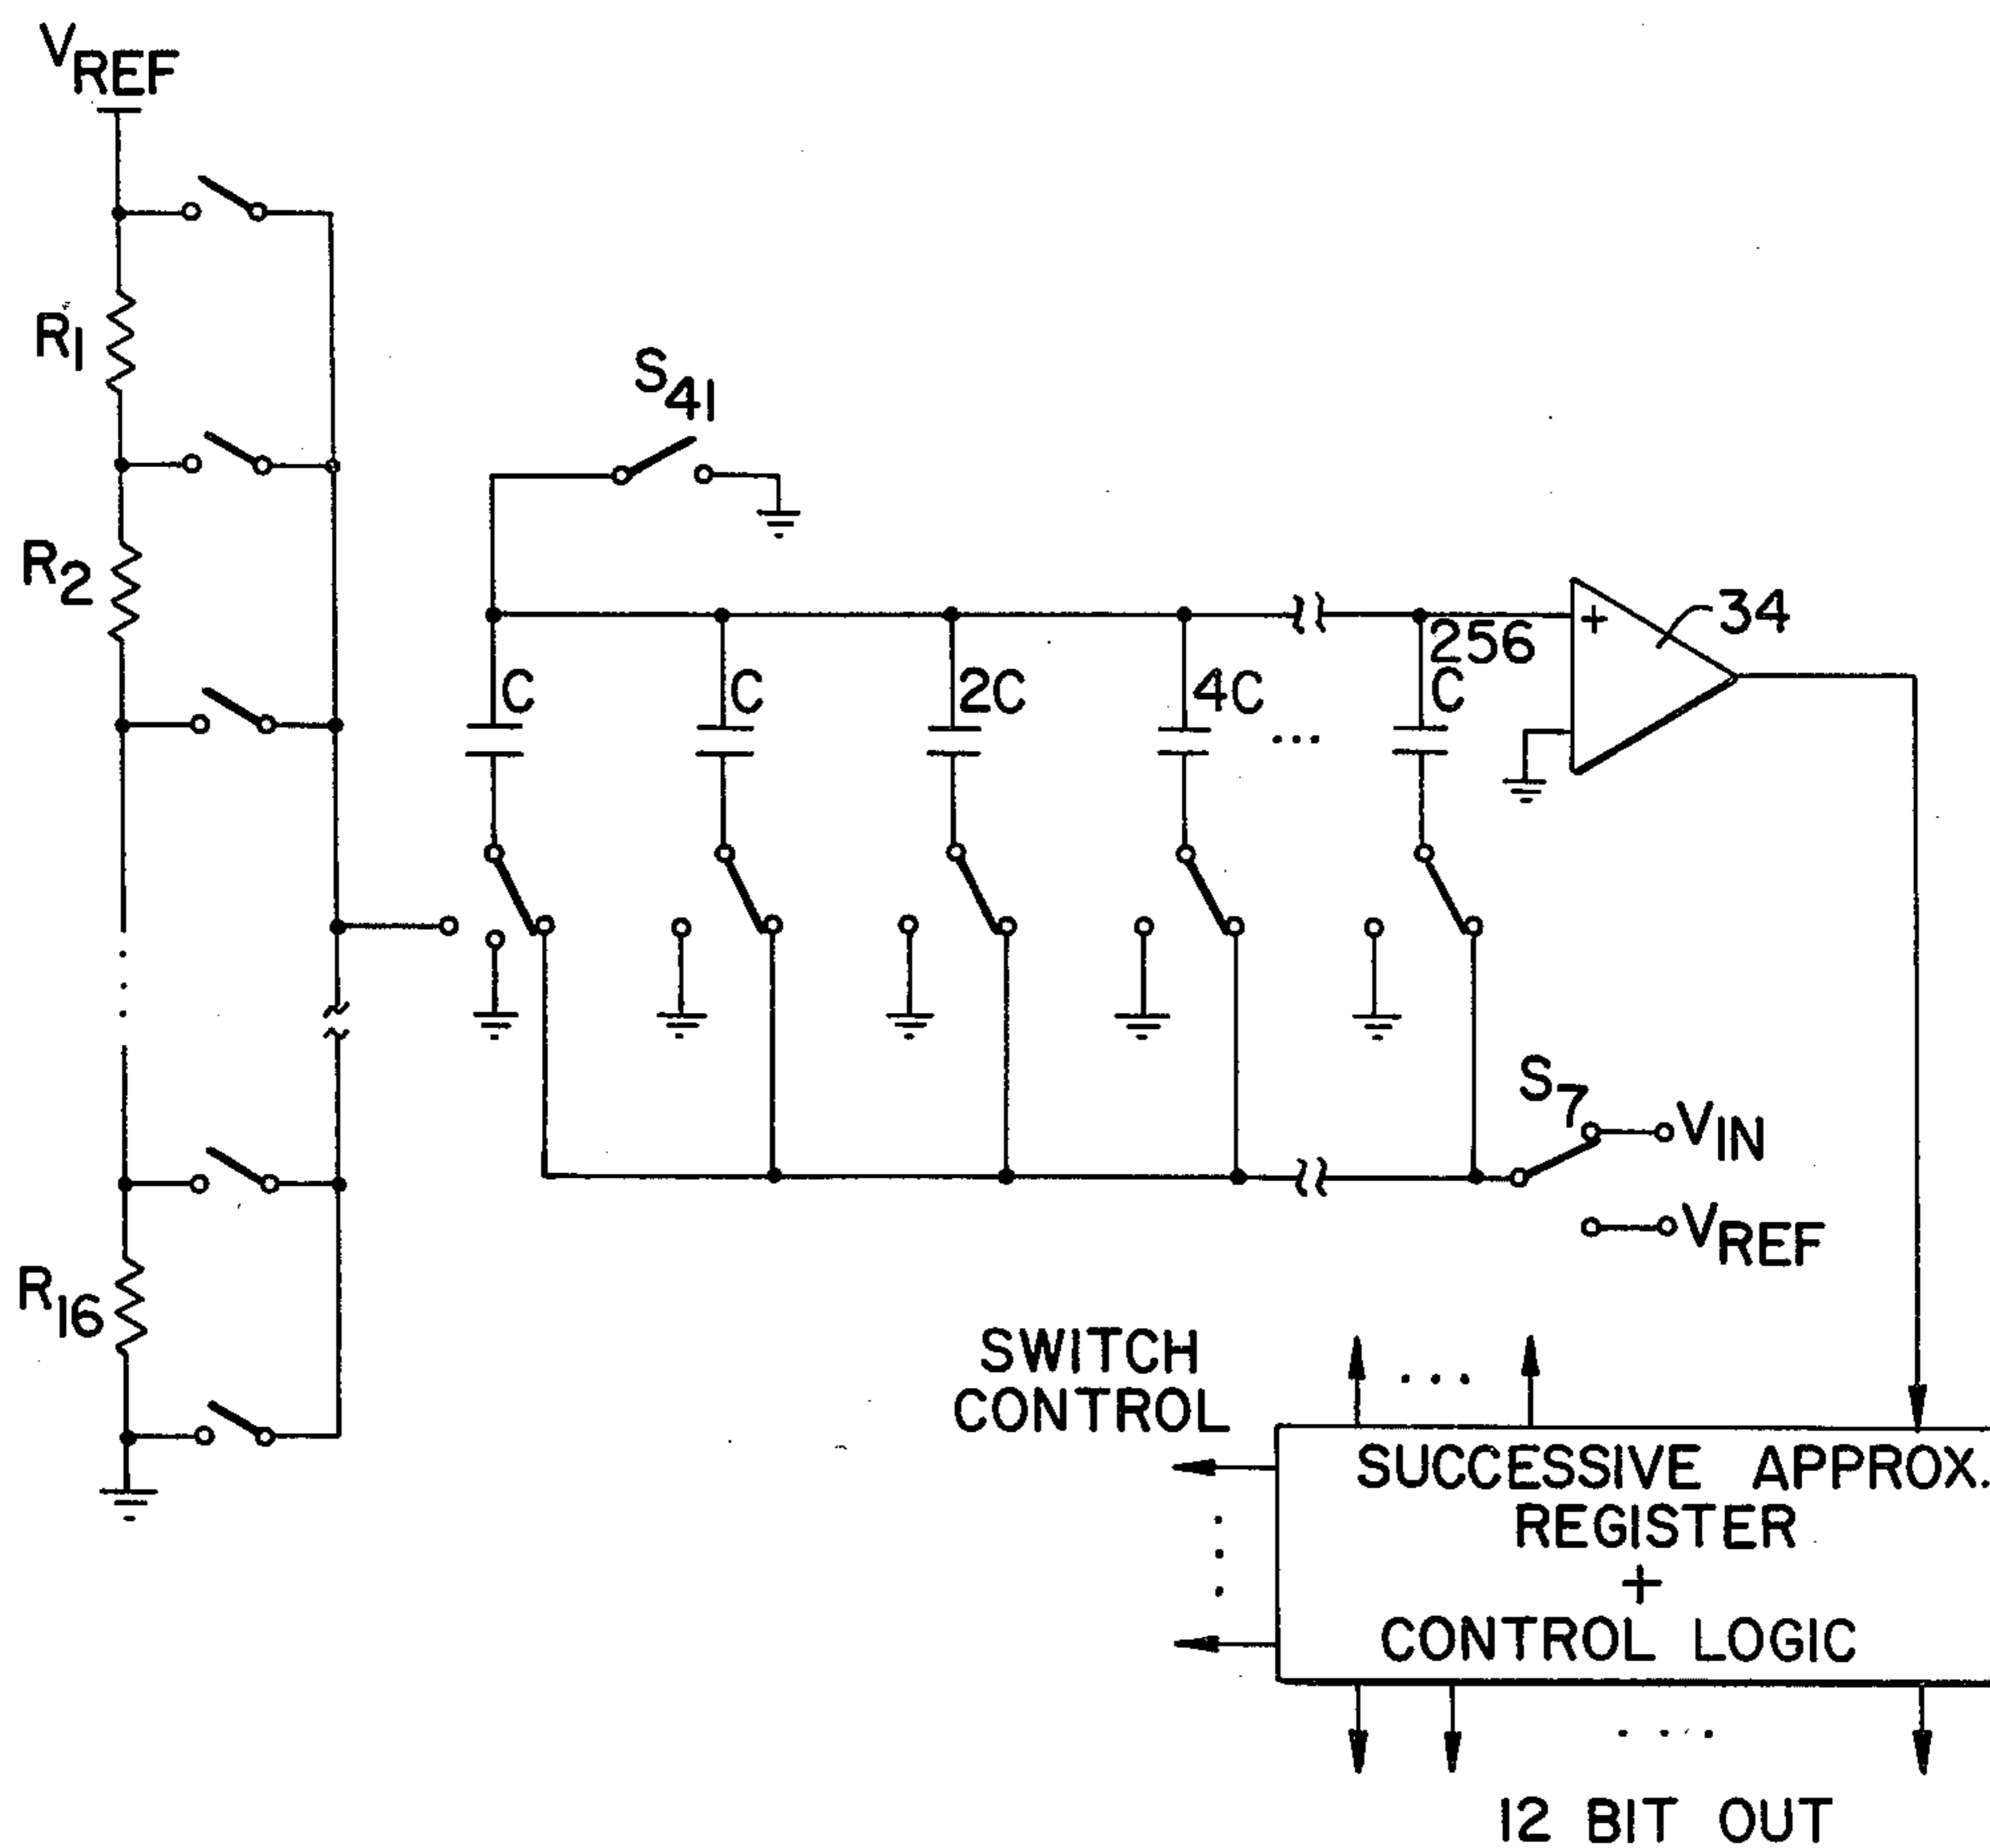 VREF
R1
R2
R16
S41
C
C
2C
4C
...
256
C
+
34
S7
VIN
VREF
SWITCH
CONTROL
SUCCESSIVE APPROX.
REGISTER
+
CONTROL LOGIC
12 BIT OUT